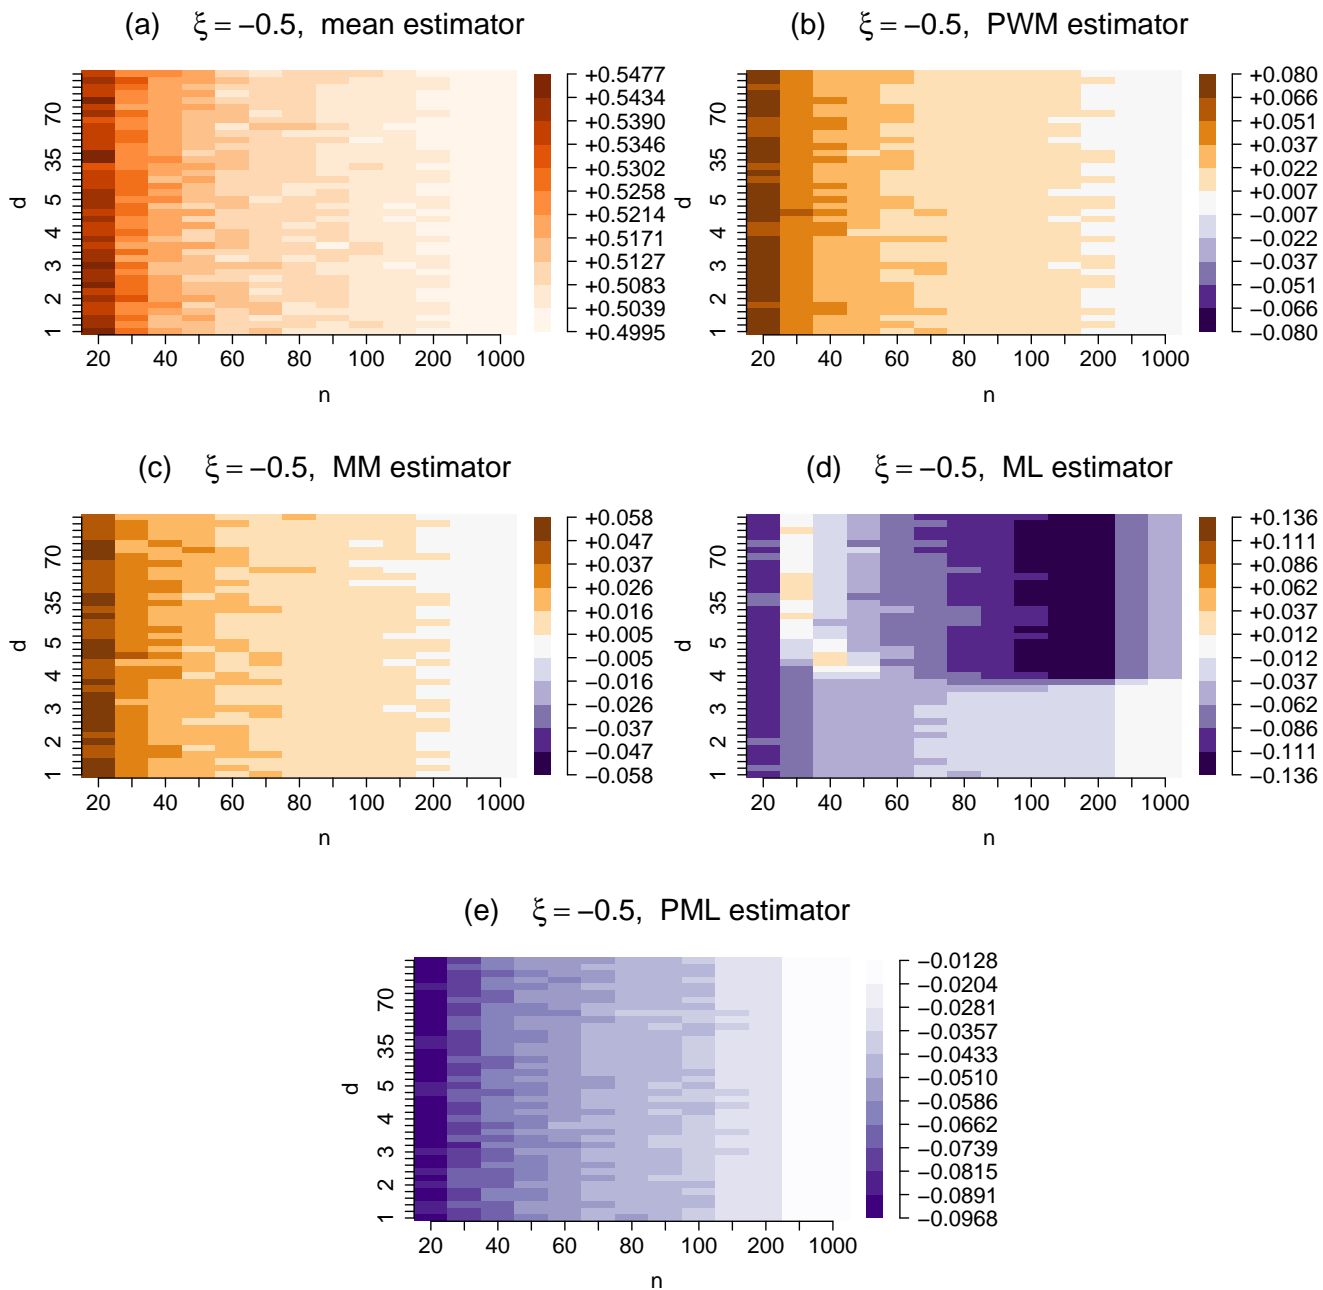 (a) ξ = −0.5, mean estimator
d
1 2 3 4 5 35 70
20 40 60 80 100 200 1000
n
+0.5477
+0.5434
+0.5390
+0.5346
+0.5302
+0.5258
+0.5214
+0.5171
+0.5127
+0.5083
+0.5039
+0.4995
(b) ξ = −0.5, PWM estimator
d
1 2 3 4 5 35 70
20 40 60 80 100 200 1000
n
+0.080
+0.066
+0.051
+0.037
+0.022
+0.007
−0.007
−0.022
−0.037
−0.051
−0.066
−0.080
(c) ξ = −0.5, MM estimator
d
1 2 3 4 5 35 70
20 40 60 80 100 200 1000
n
+0.058
+0.047
+0.037
+0.026
+0.016
+0.005
−0.005
−0.016
−0.026
−0.037
−0.047
−0.058
(d) ξ = −0.5, ML estimator
d
1 2 3 4 5 35 70
20 40 60 80 100 200 1000
n
+0.136
+0.111
+0.086
+0.062
+0.037
+0.012
−0.012
−0.037
−0.062
−0.086
−0.111
−0.136
(e) ξ = −0.5, PML estimator
d
1 2 3 4 5 35 70
20 40 60 80 100 200 1000
n
−0.0128
−0.0204
−0.0281
−0.0357
−0.0433
−0.0510
−0.0586
−0.0662
−0.0739
−0.0815
−0.0891
−0.0968